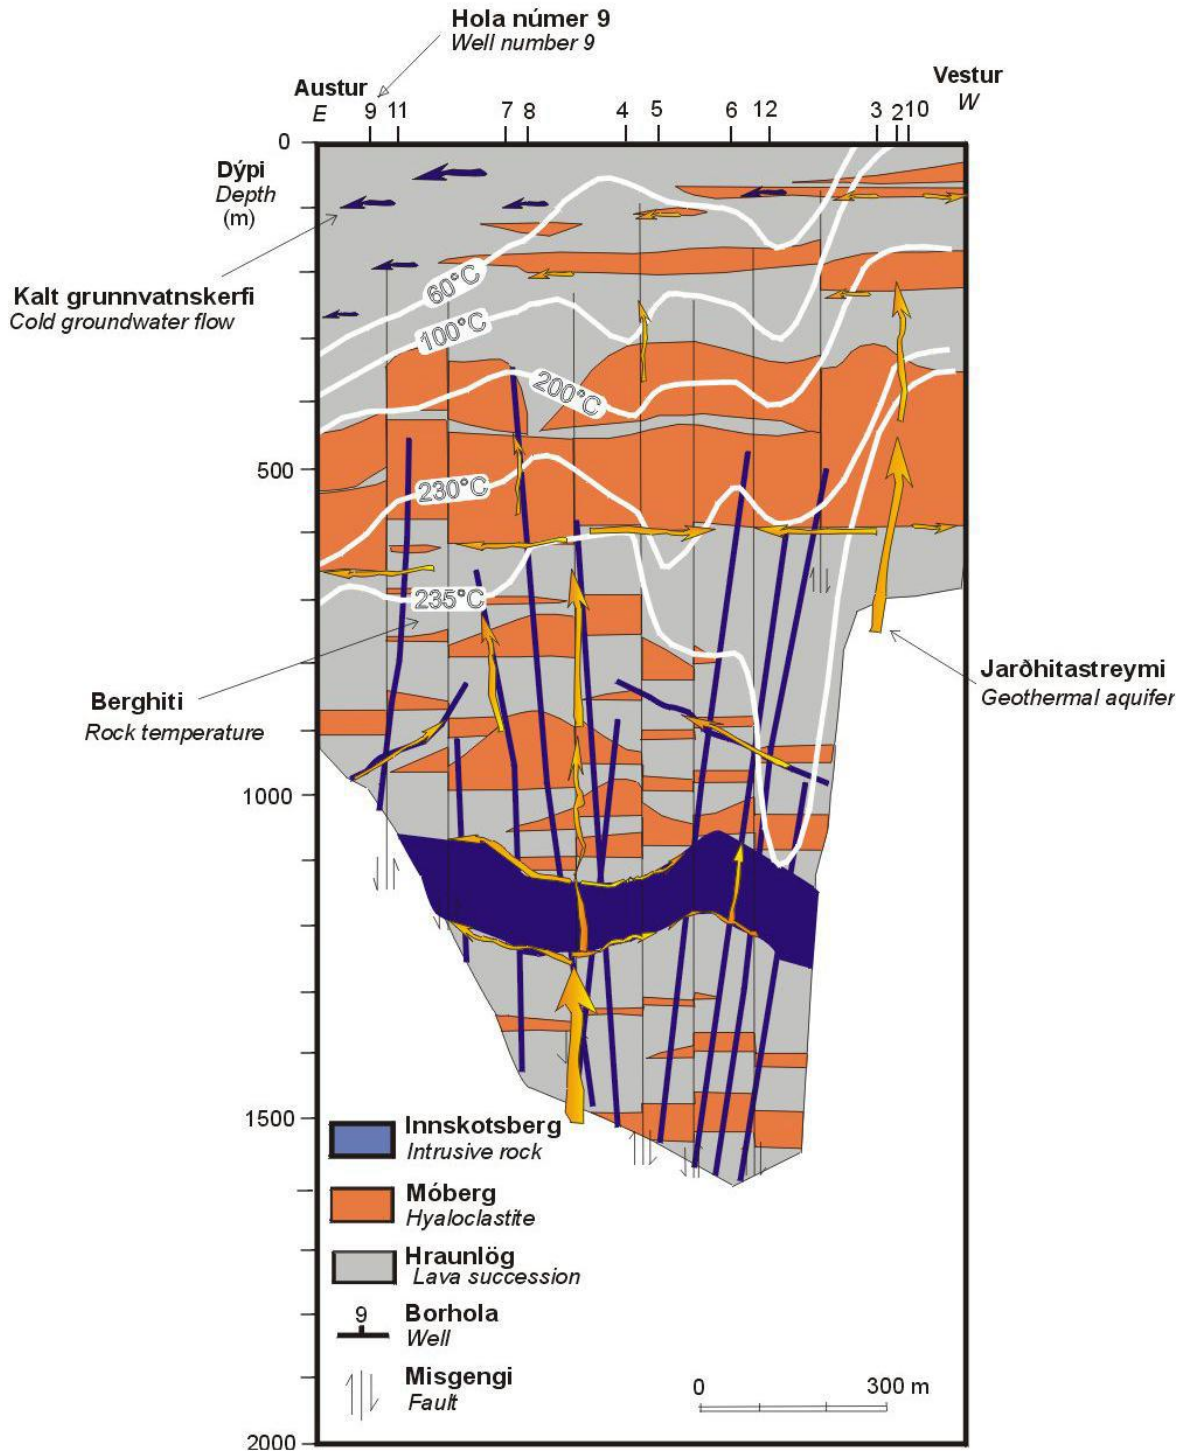 Hola númer 9
Well number 9
Austur
E
Vestur
W
9 11 7 8 4 5 6 12 3 2 10
0
Dýpi
Depth
(m)
Kalt grunnvatnskerfi
Cold groundwater flow
60°C
100°C
200°C
500
230°C
235°C
Jarðhitastreymi
Geothermal aquifer
Berghiti
Rock temperature
1000
1500
Innskotsberg
Intrusive rock
Móberg
Hyaloclastite
Hraunlög
Lava succession
9
Borhola
Well
Misgengi
Fault
0 300 m
2000